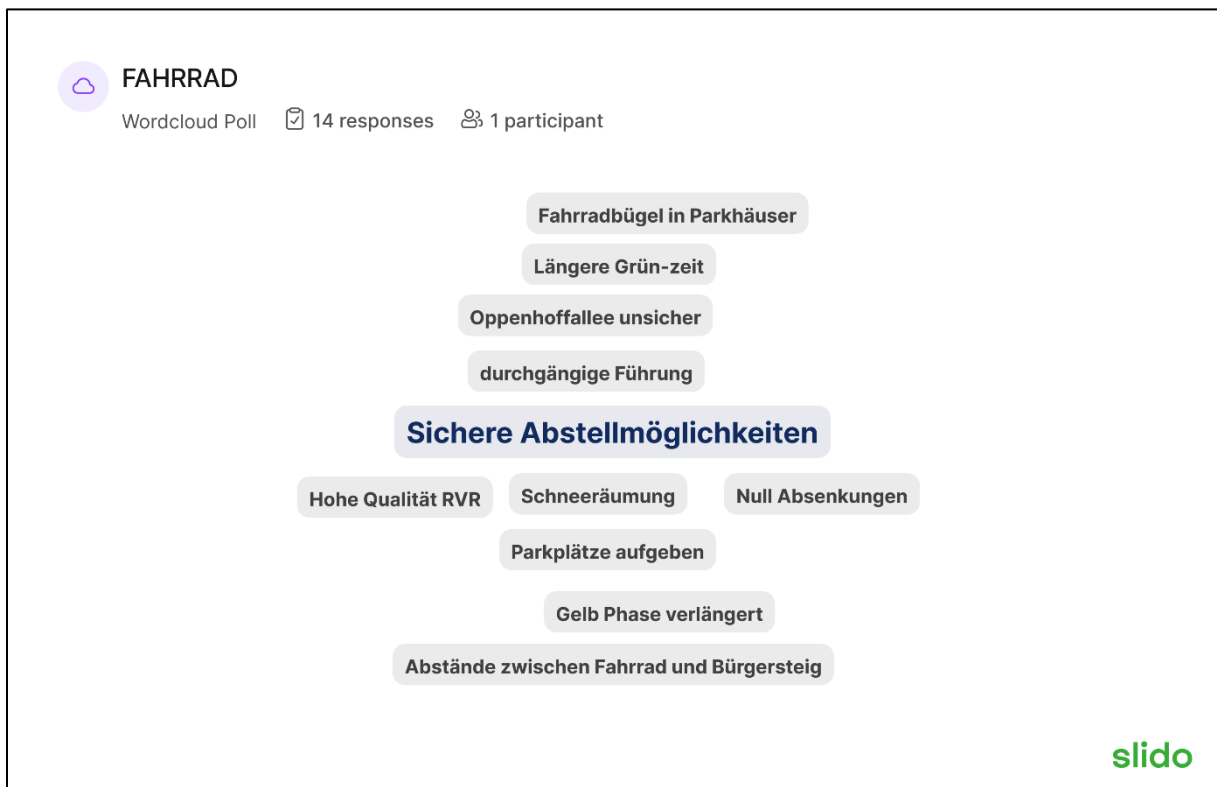 FAHRRAD
Wordcloud Poll 14 responses 1 participant
Fahrradbügel in Parkhäuser
Längere Grün-zeit
Oppenhoffallee unsicher
durchgängige Führung
Sichere Abstellmöglichkeiten
Hohe Qualität RVR Schneeräumung Null Absenkungen
Parkplätze aufgeben
Gelb Phase verlängert
Abstände zwischen Fahrrad und Bürgersteig
slido